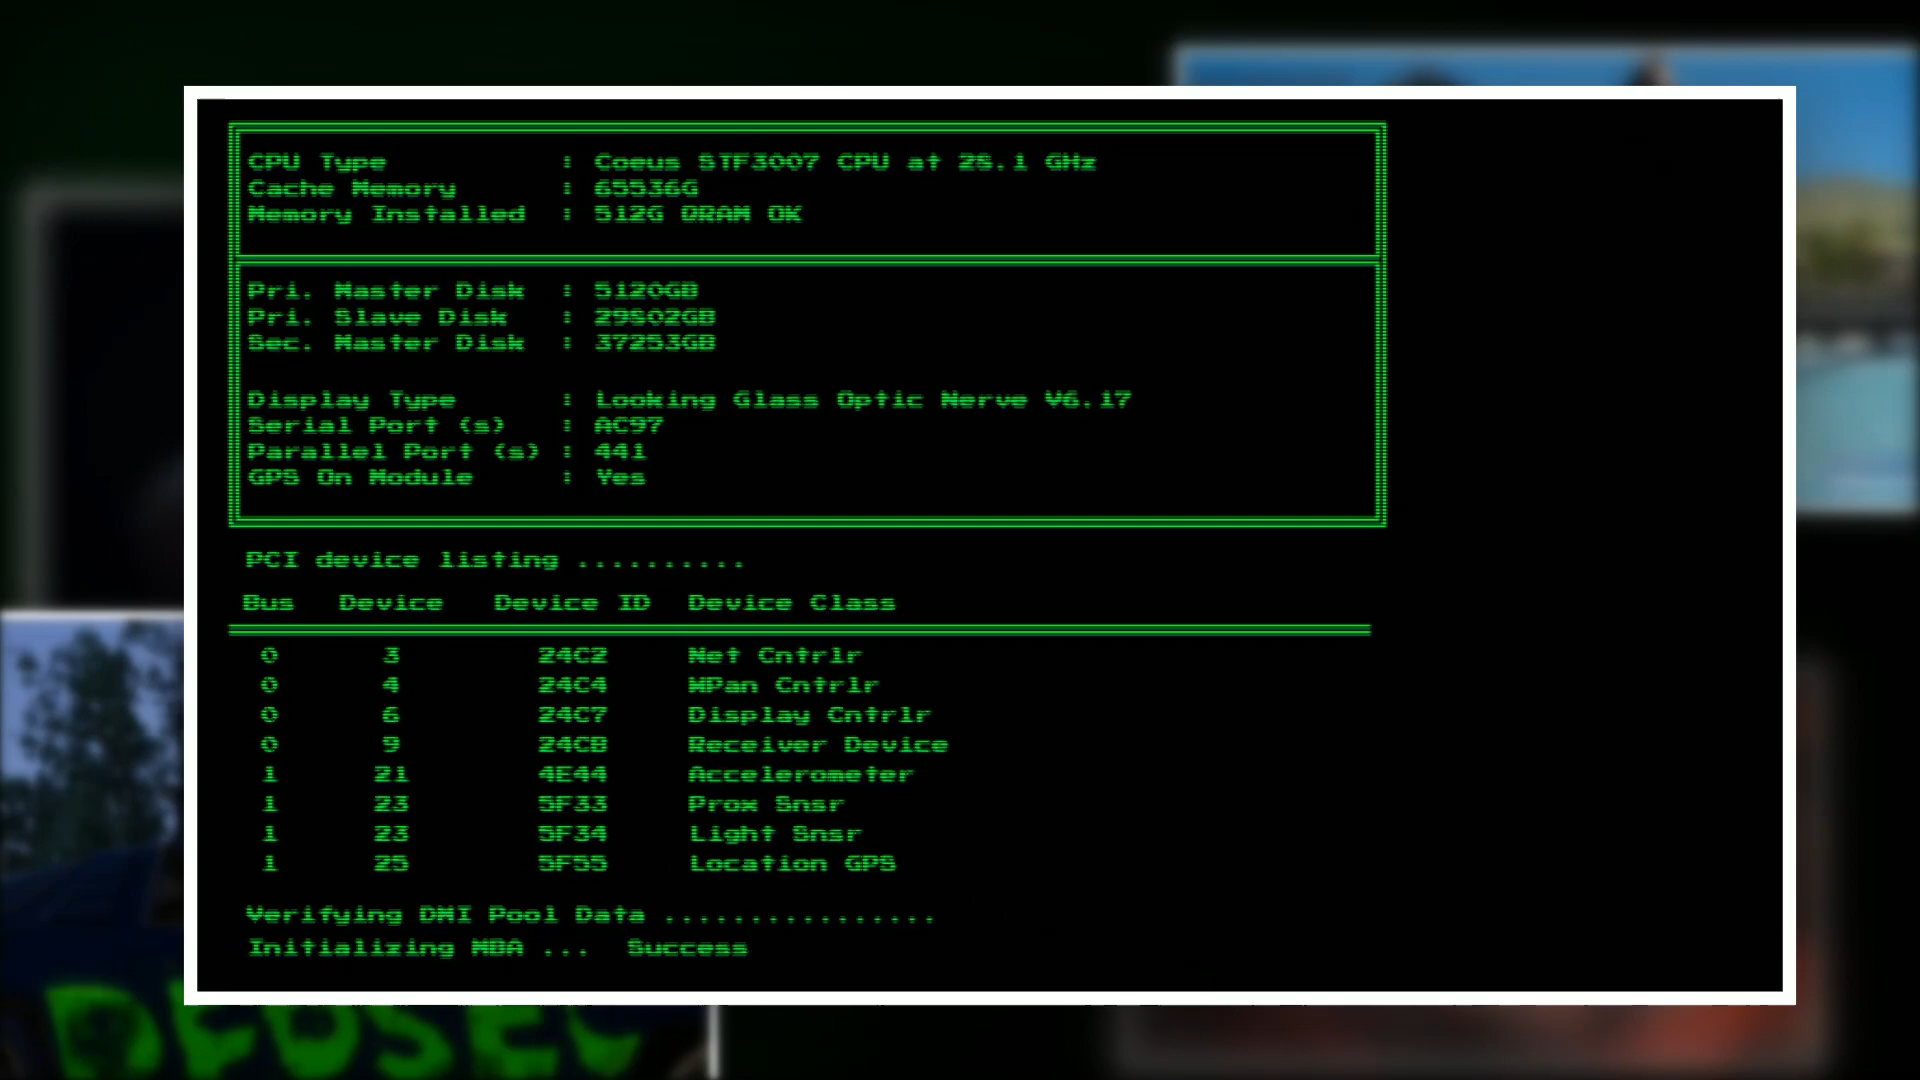 CPU Type : Coeus STF3007 CPU at 25.1 GHz
Cache Memory : 65536G
Memory Installed : 512G QRAM OK
Pri. Master Disk : 5120GB
Pri. Slave Disk : 29802GB
Sec. Master Disk : 37253GB
Display Type : Looking Glass Optic Nerve V6.17
Serial Port (s) : AC97
Parallel Port (s) : 441
GPS On Module : Yes
PCI device listing ..........
Bus Device Device ID Device Class
0 3 24C2 Net Cntrlr
0 4 24C4 WPan Cntrlr
0 6 24C7 Display Cntrlr
0 9 24CB Receiver Device
1 21 4E44 Accelerometer
1 23 5F33 Prox Snsr
1 23 5F34 Light Snsr
1 25 5F55 Location GPS
Verifying DMI Pool Data ................
Initializing MBA ... Success
DEDSEC